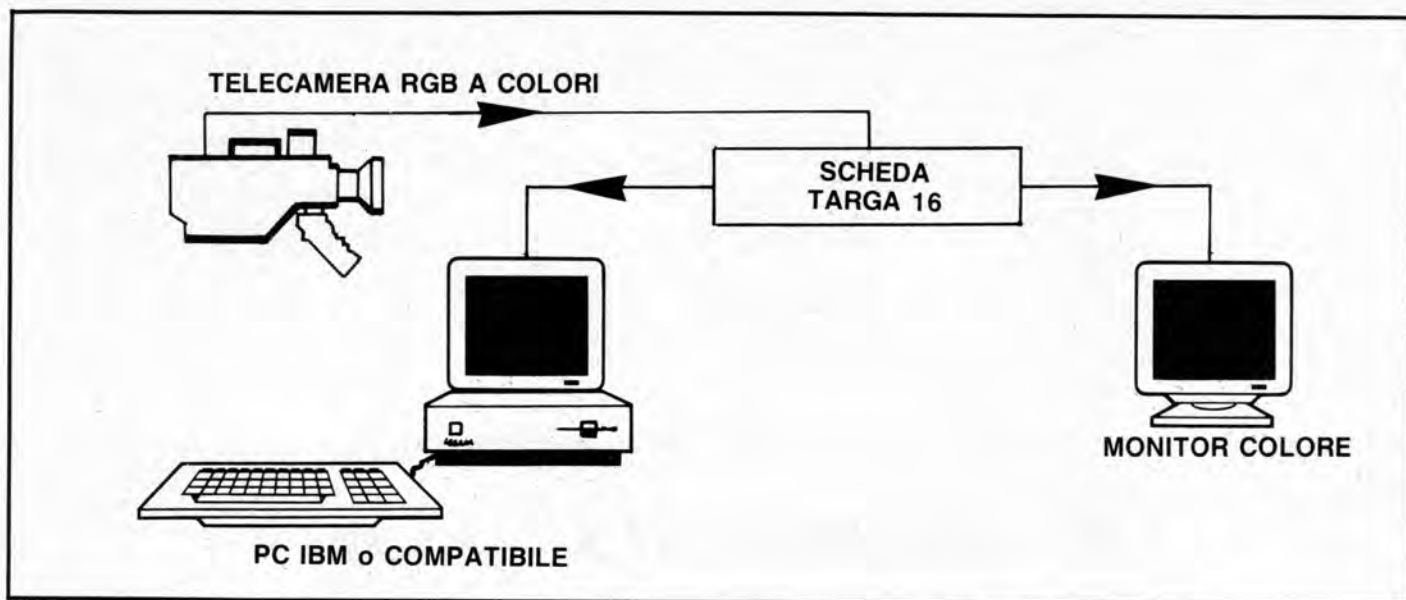 TELECAMERA RGB A COLORI
SCHEDA
TARGA 16
MONITOR COLORE
PC IBM o COMPATIBILE